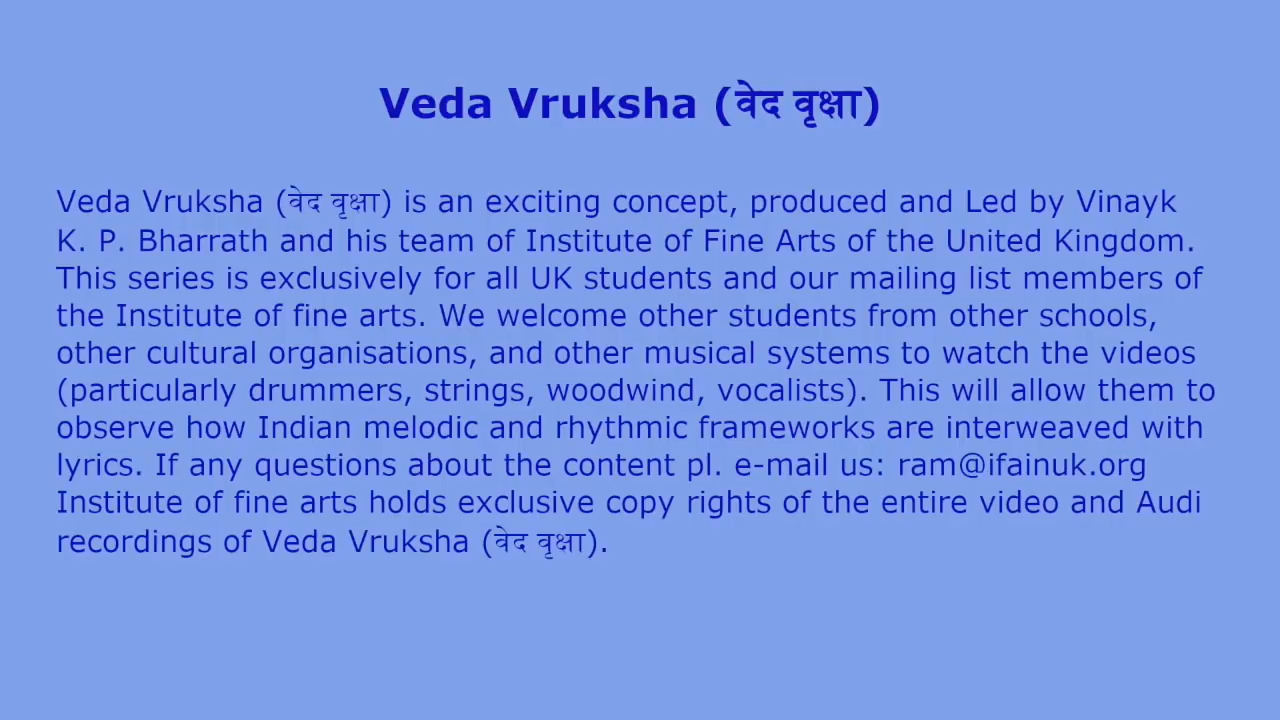 Veda Vruksha (वेद वृक्षा)
Veda Vruksha (वेद वृक्षा) is an exciting concept, produced and Led by Vinayk
K. P. Bharrath and his team of Institute of Fine Arts of the United Kingdom.
This series is exclusively for all UK students and our mailing list members of
the Institute of fine arts. We welcome other students from other schools,
other cultural organisations, and other musical systems to watch the videos
(particularly drummers, strings, woodwind, vocalists). This will allow them to
observe how Indian melodic and rhythmic frameworks are interweaved with
lyrics. If any questions about the content pl. e-mail us: ram@ifainuk.org
Institute of fine arts holds exclusive copy rights of the entire video and Audi
recordings of Veda Vruksha (वेद वृक्षा).